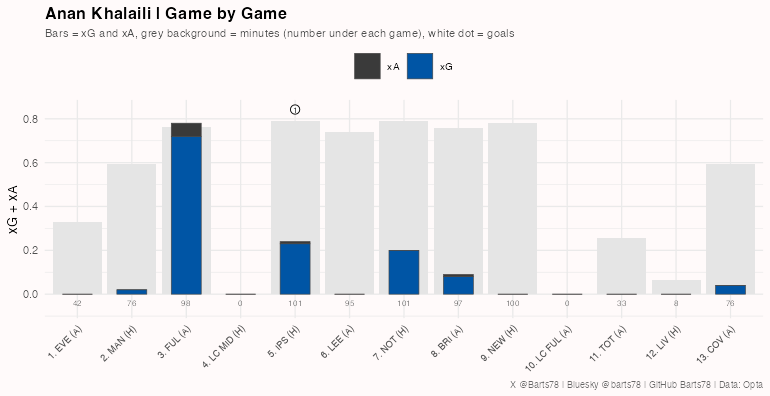 Anan Khalaili | Game by Game
Bars = xG and xA, grey background = minutes (number under each game), white dot = goals
xA xG
xG + xA
0.8
0.6
0.4
0.2
0.0
1
42 76 98 0 101 95 101 97 100 0 33 8 76
1. EVE (A)
2. MAN (H)
3. FUL (A)
4. LC MID (H)
5. IPS (H)
6. LEE (A)
7. NOT (H)
8. BRI (A)
9. NEW (H)
10. LC FUL (A)
11. TOT (A)
12. LIV (H)
13. COV (A)
X @Barts78 | Bluesky @barts78 | GitHub Barts78 | Data: Opta